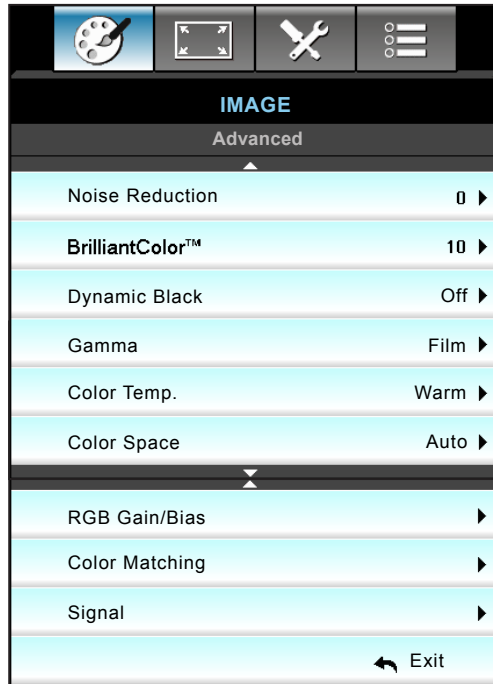 IMAGE
Advanced
Noise Reduction 0
BrilliantColor™ 10
Dynamic Black Off
Gamma Film
Color Temp. Warm
Color Space Auto
RGB Gain/Bias
Color Matching
Signal
Exit